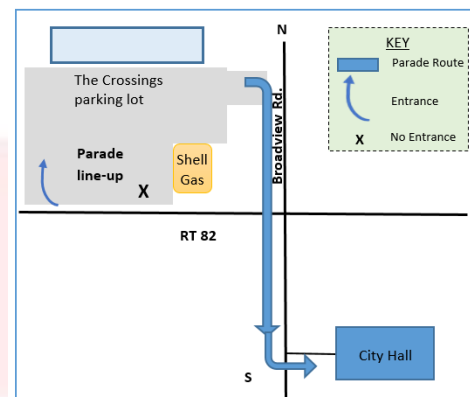 N
KEY
Parade Route
Entrance
X No Entrance
The Crossings
parking lot
Broadview Rd.
Parade
line-up
X
Shell
Gas
RT 82
City Hall
S